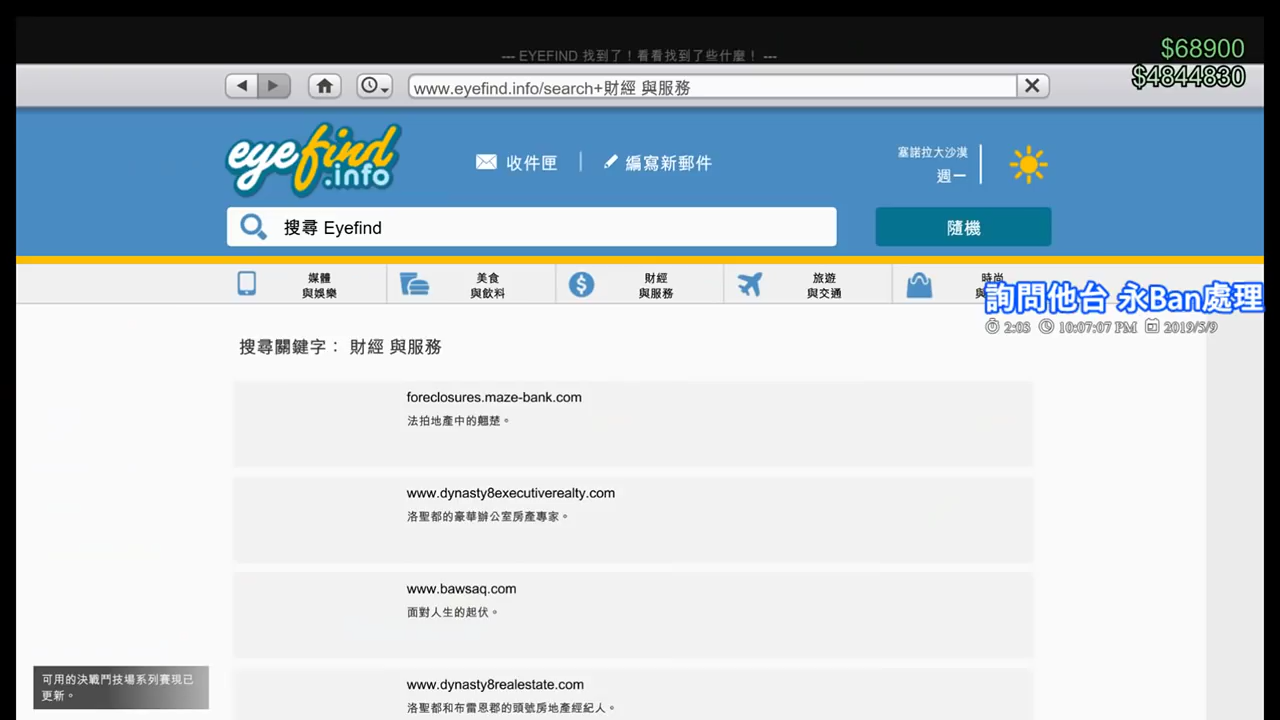 --- EYEFIND 找到了！看看找到了些什麼！ ---
$68900
$4844830
www.eyefind.info/search+財經 與服務
eyefind
.info
收件匣
編寫新郵件
塞諾拉大沙漠
週一
搜尋 Eyefind
隨機
媒體
與娛樂
美食
與飲料
財經
與服務
旅遊
與交通
時尚
與
詢問他台 永Ban處理
2:03 10:07:07 PM 2019/5/9
搜尋關鍵字： 財經 與服務
foreclosures.maze-bank.com
法拍地產中的翹楚。
www.dynasty8executiverealty.com
洛聖都的豪華辦公室房產專家。
www.bawsaq.com
面對人生的起伏。
www.dynasty8realestate.com
洛聖都和布雷恩郡的頭號房地產經紀人。
可用的決戰鬥技場系列賽現已
更新。